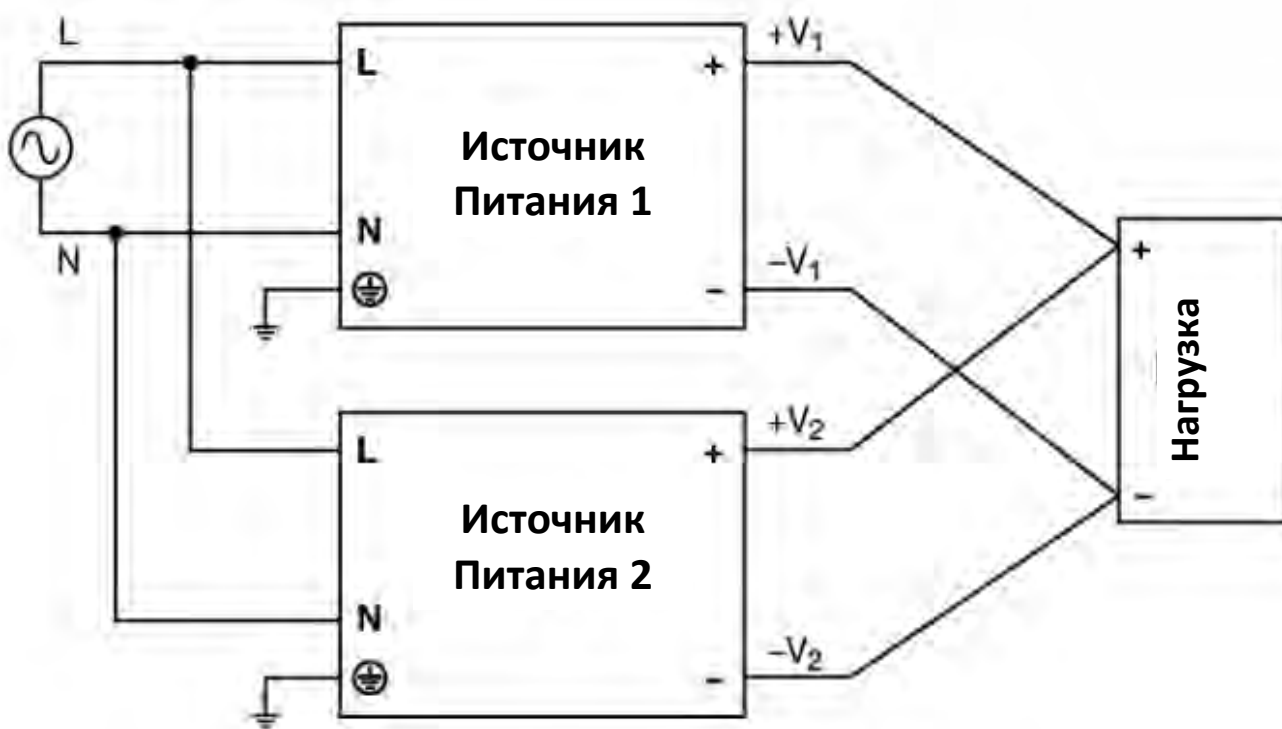 L
N
L
Источник
Питания 1
N
+
-
+V₁
–V₁
L
Источник
Питания 2
N
+
-
+V₂
–V₂
+
Нагрузка
-